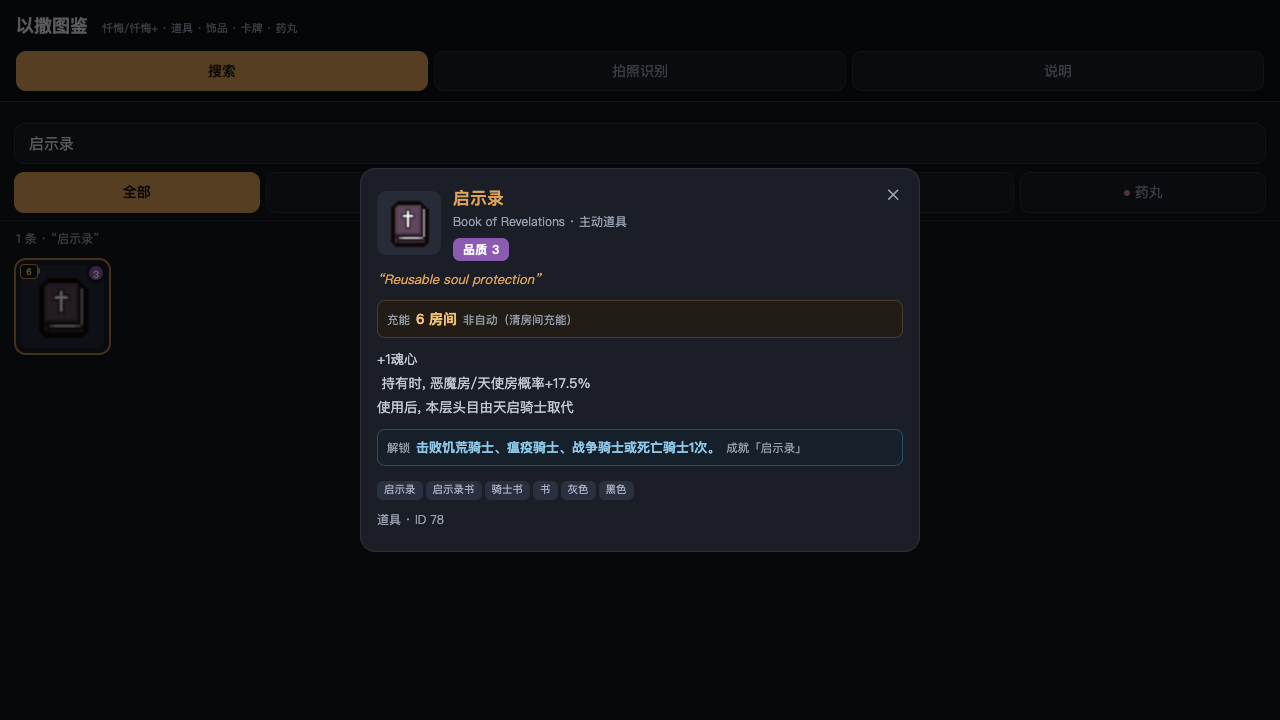 以撒图鉴 忏悔/忏悔+ · 道具 · 饰品 · 卡牌 · 药丸
搜索 拍照识别 说明
启示录
全部 药丸
1 条 · “启示录”
6 3
启示录
Book of Revelations · 主动道具
品质 3
“Reusable soul protection”
充能 6 房间 非自动（清房间充能）
+1魂心
持有时, 恶魔房/天使房概率+17.5%
使用后, 本层头目由天启骑士取代
解锁 击败饥荒骑士、瘟疫骑士、战争骑士或死亡骑士1次。 成就「启示录」
启示录 启示录书 骑士书 书 灰色 黑色
道具 · ID 78